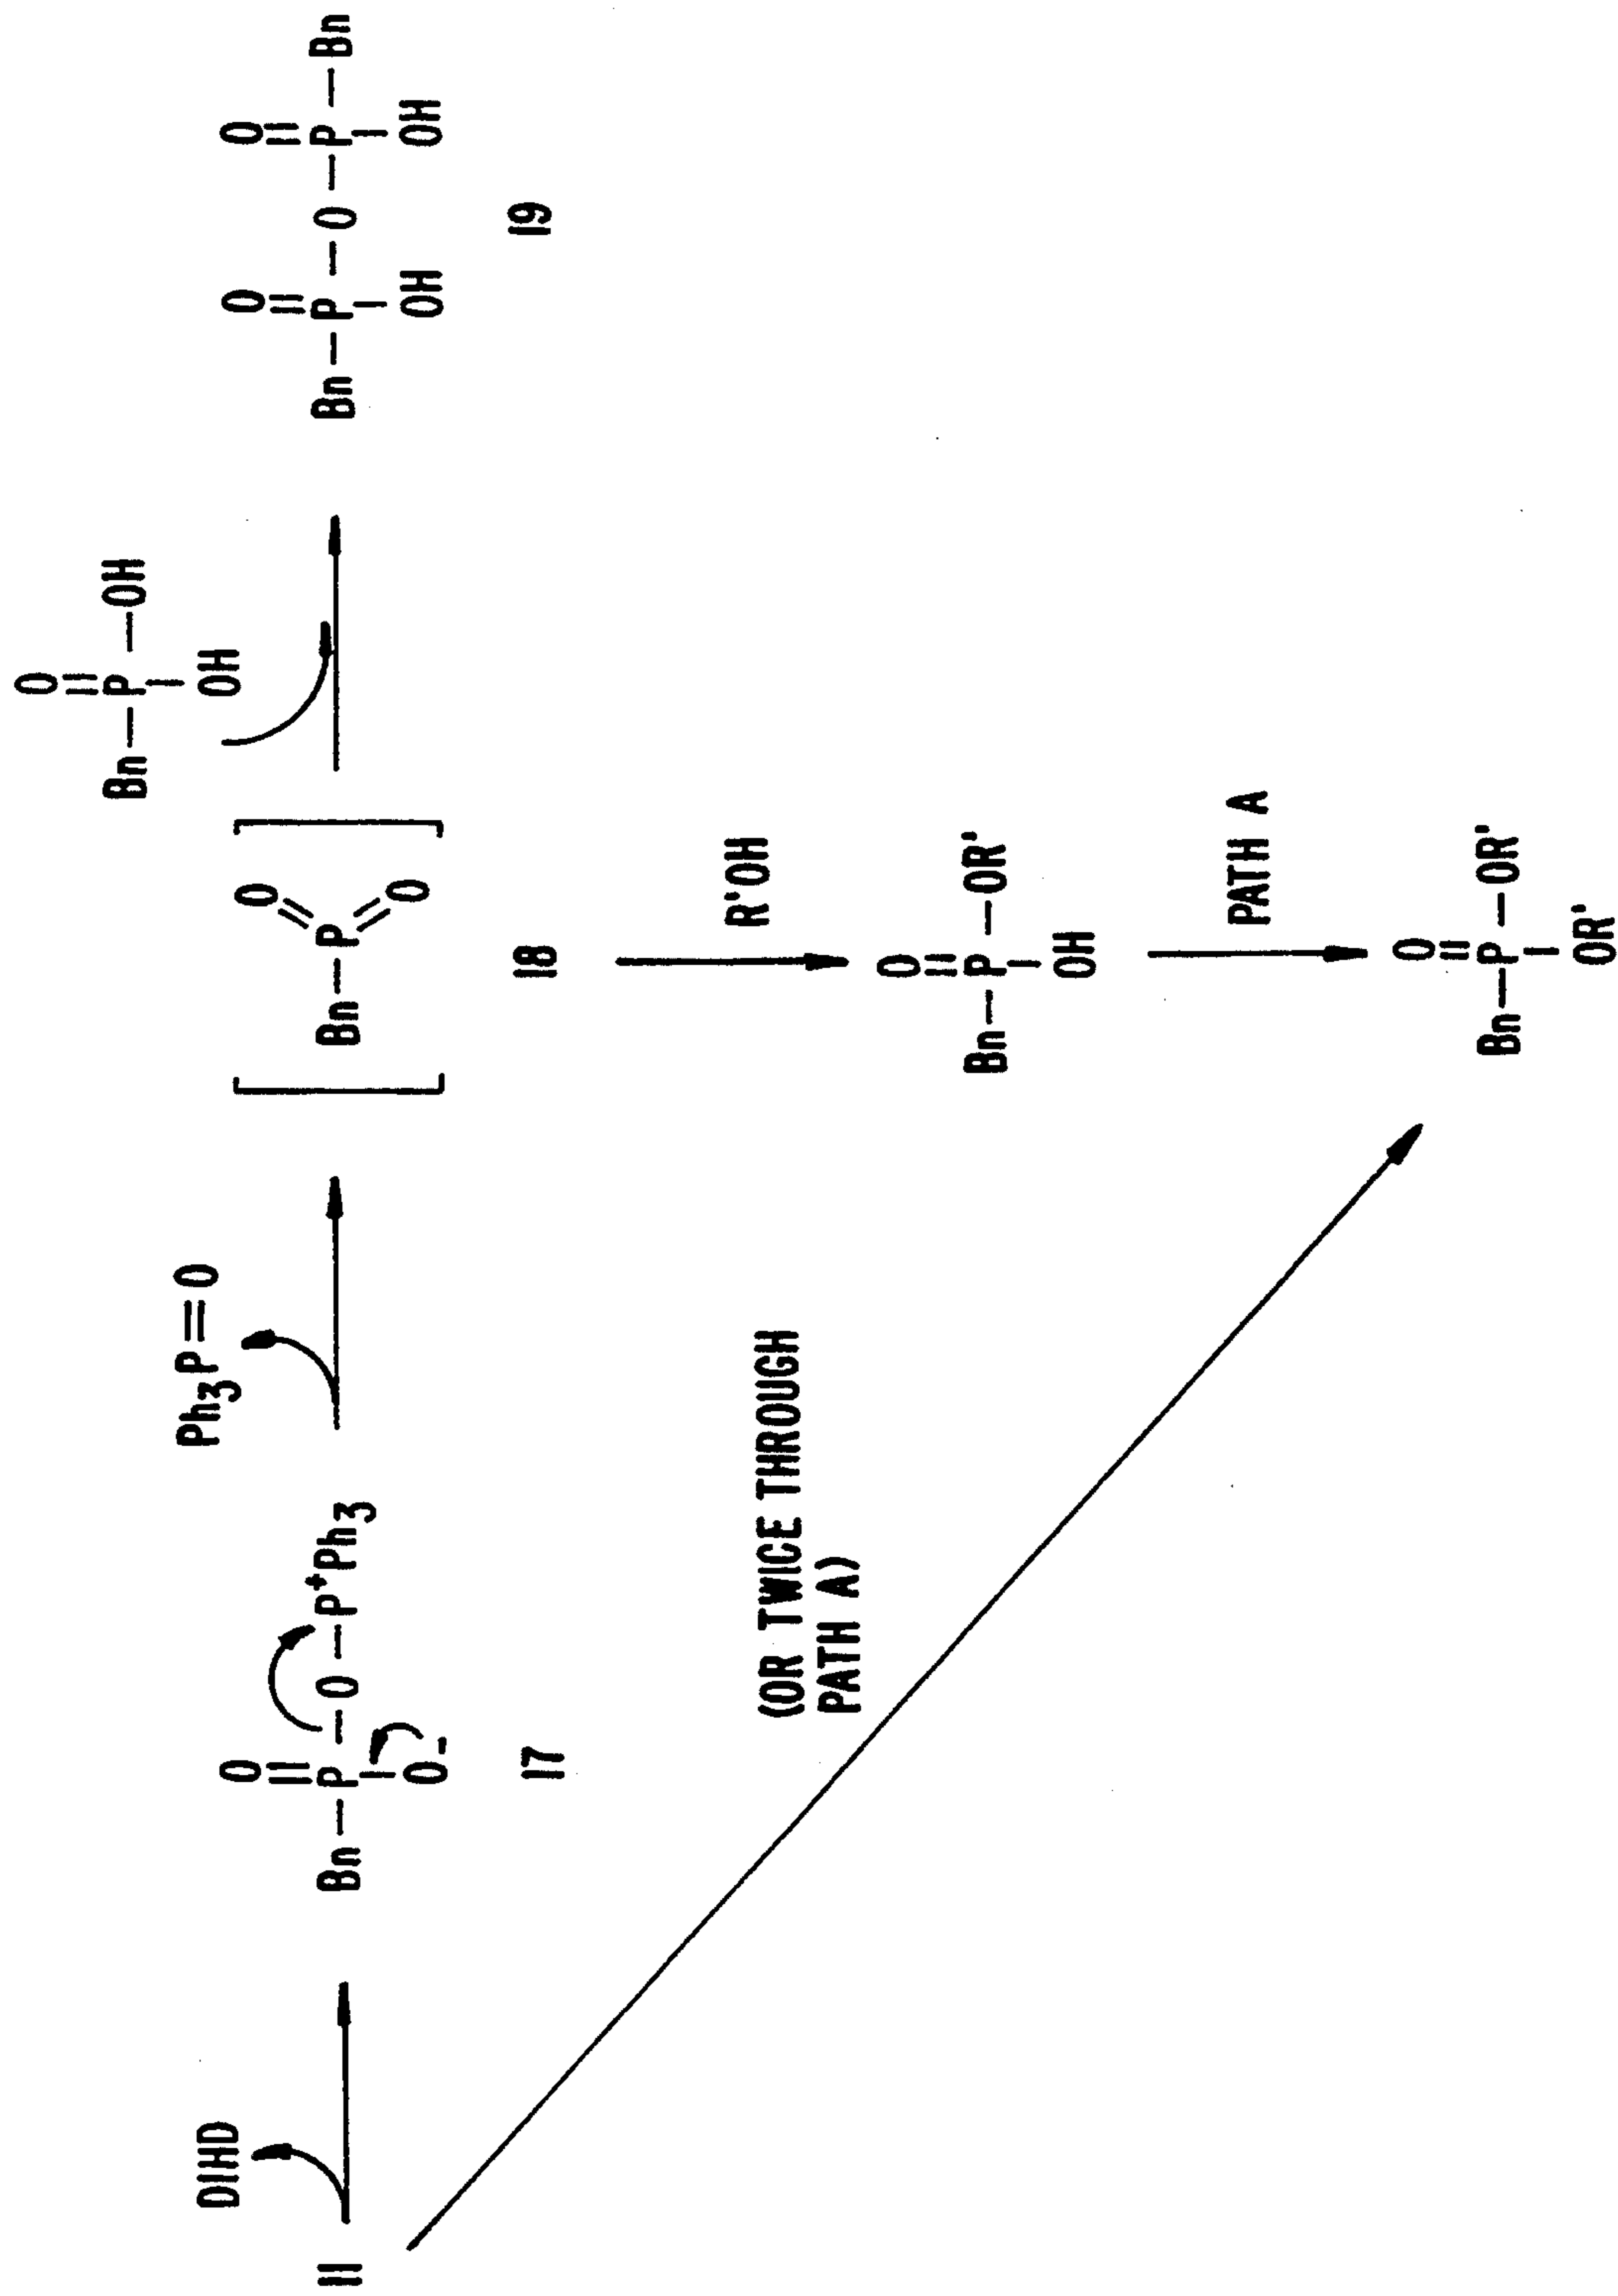 O
Bn—P—OH
OH
DIHD
Ph₃P=O
O O O O
11 Bn—P—O—P⁺Ph₃ [Bn—P] Bn—P—O—P—Bn
O⁻ O OH OH
17 18 19
R'OH
(OR TWICE THROUGH
PATH A)
O
Bn—P—OR'
OH
PATH A
O
Bn—P—OR'
OR'